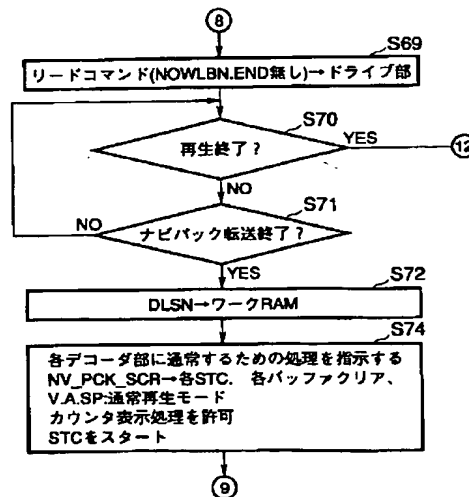 8
S69
リードコマンド(NOWLBN.END無し)→ドライブ部
S70
再生終了?
YES
12
NO
S71
NO
ナビパック転送終了?
YES
S72
DLSN→ワークRAM
S74
各デコーダ部に通常するための処理を指示する
NV_PCK_SCR→各STC. 各バッファクリア、
V.A.SP:通常再生モード
カウンタ表示処理を許可
STCをスタート
9